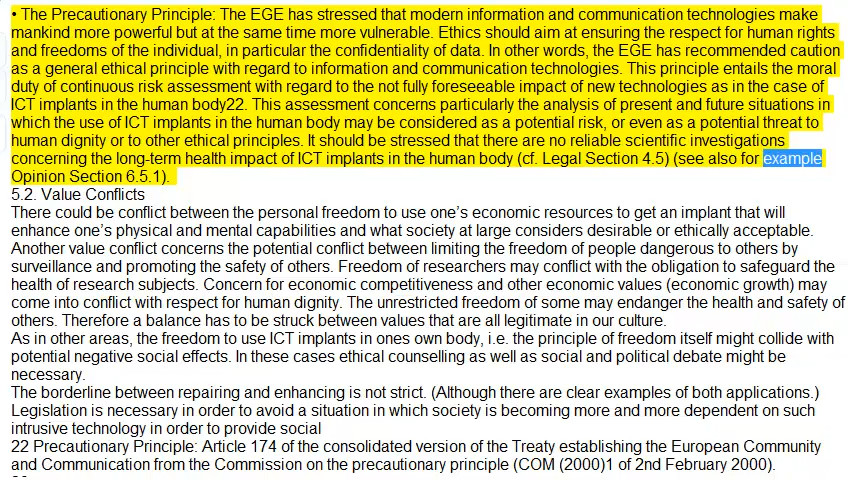 • The Precautionary Principle: The EGE has stressed that modern information and communication technologies make
mankind more powerful but at the same time more vulnerable. Ethics should aim at ensuring the respect for human rights
and freedoms of the individual, in particular the confidentiality of data. In other words, the EGE has recommended caution
as a general ethical principle with regard to information and communication technologies. This principle entails the moral
duty of continuous risk assessment with regard to the not fully foreseeable impact of new technologies as in the case of
ICT implants in the human body22. This assessment concerns particularly the analysis of present and future situations in
which the use of ICT implants in the human body may be considered as a potential risk, or even as a potential threat to
human dignity or to other ethical principles. It should be stressed that there are no reliable scientific investigations
concerning the long-term health impact of ICT implants in the human body (cf. Legal Section 4.5) (see also for example
Opinion Section 6.5.1).
5.2. Value Conflicts
There could be conflict between the personal freedom to use one's economic resources to get an implant that will
enhance one's physical and mental capabilities and what society at large considers desirable or ethically acceptable.
Another value conflict concerns the potential conflict between limiting the freedom of people dangerous to others by
surveillance and promoting the safety of others. Freedom of researchers may conflict with the obligation to safeguard the
health of research subjects. Concern for economic competitiveness and other economic values (economic growth) may
come into conflict with respect for human dignity. The unrestricted freedom of some may endanger the health and safety of
others. Therefore a balance has to be struck between values that are all legitimate in our culture.
As in other areas, the freedom to use ICT implants in ones own body, i.e. the principle of freedom itself might collide with
potential negative social effects. In these cases ethical counselling as well as social and political debate might be
necessary.
The borderline between repairing and enhancing is not strict. (Although there are clear examples of both applications.)
Legislation is necessary in order to avoid a situation in which society is becoming more and more dependent on such
intrusive technology in order to provide social
22 Precautionary Principle: Article 174 of the consolidated version of the Treaty establishing the European Community
and Communication from the Commission on the precautionary principle (COM (2000)1 of 2nd February 2000).